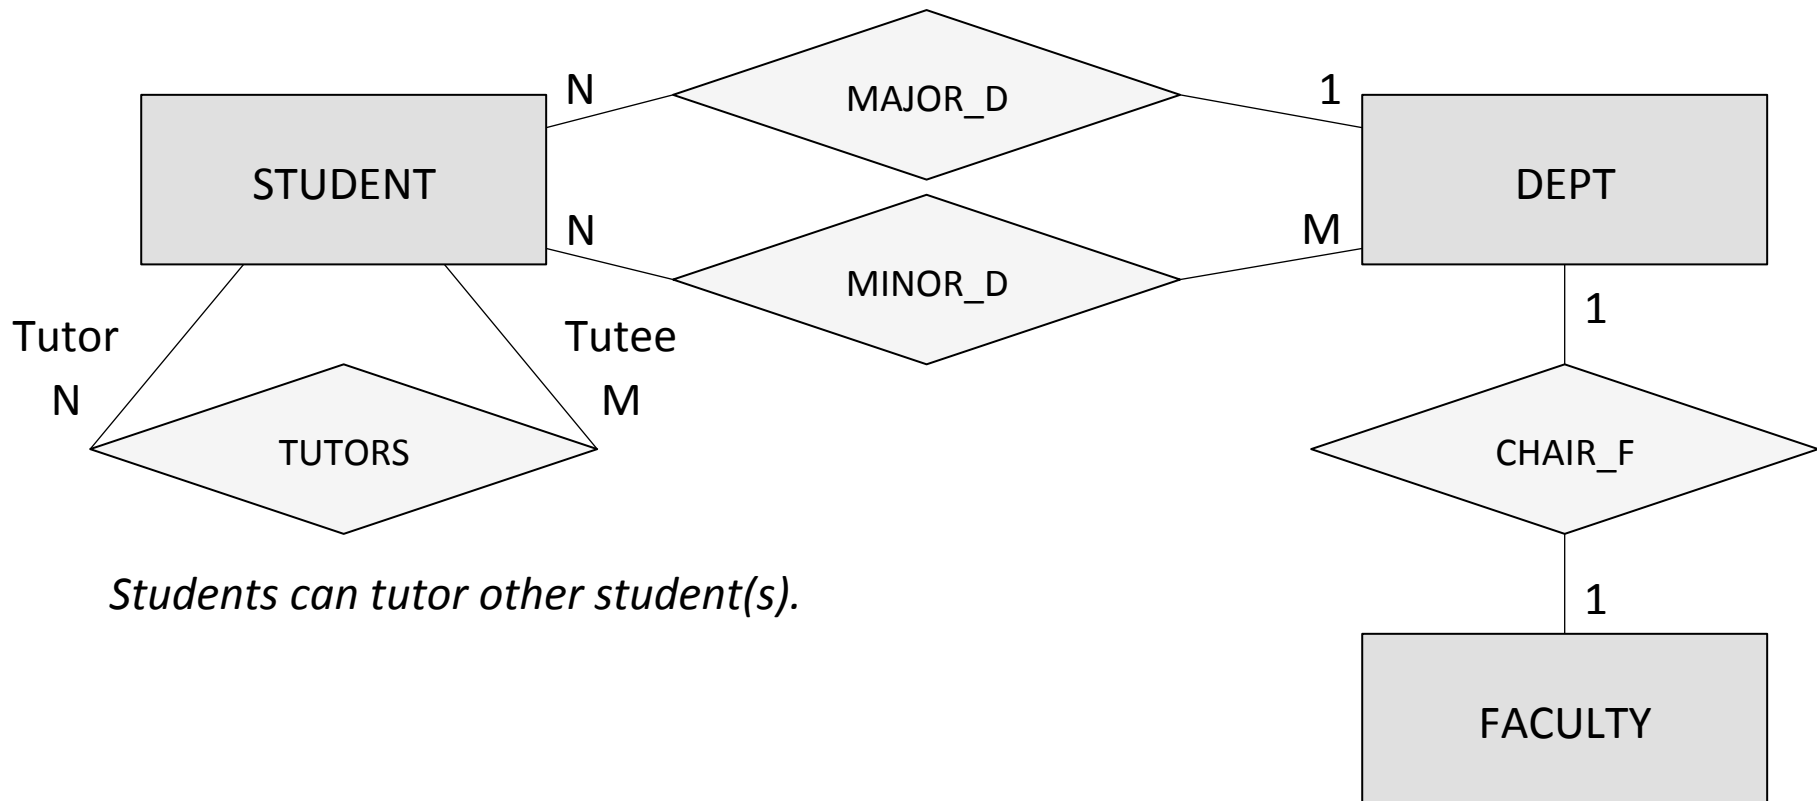 N
MAJOR_D
1
STUDENT
DEPT
N
MINOR_D
M
Tutor
Tutee
1
N
M
TUTORS
CHAIR_F
Students can tutor other student(s).
1
FACULTY